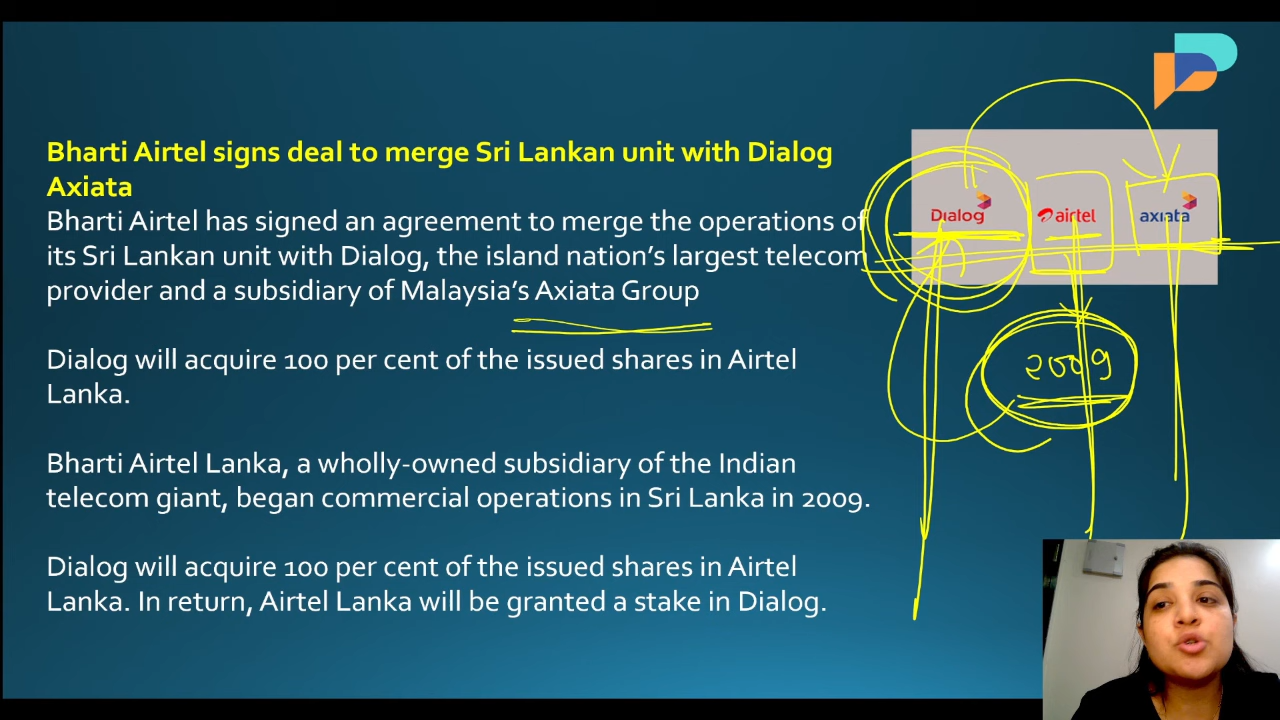 Bharti Airtel signs deal to merge Sri Lankan unit with Dialog
Axiata
Bharti Airtel has signed an agreement to merge the operations of
its Sri Lankan unit with Dialog, the island nation's largest telecom
provider and a subsidiary of Malaysia's Axiata Group
Dialog will acquire 100 per cent of the issued shares in Airtel
Lanka.
Bharti Airtel Lanka, a wholly-owned subsidiary of the Indian
telecom giant, began commercial operations in Sri Lanka in 2009.
Dialog will acquire 100 per cent of the issued shares in Airtel
Lanka. In return, Airtel Lanka will be granted a stake in Dialog.
Dialog airtel axiata
2009